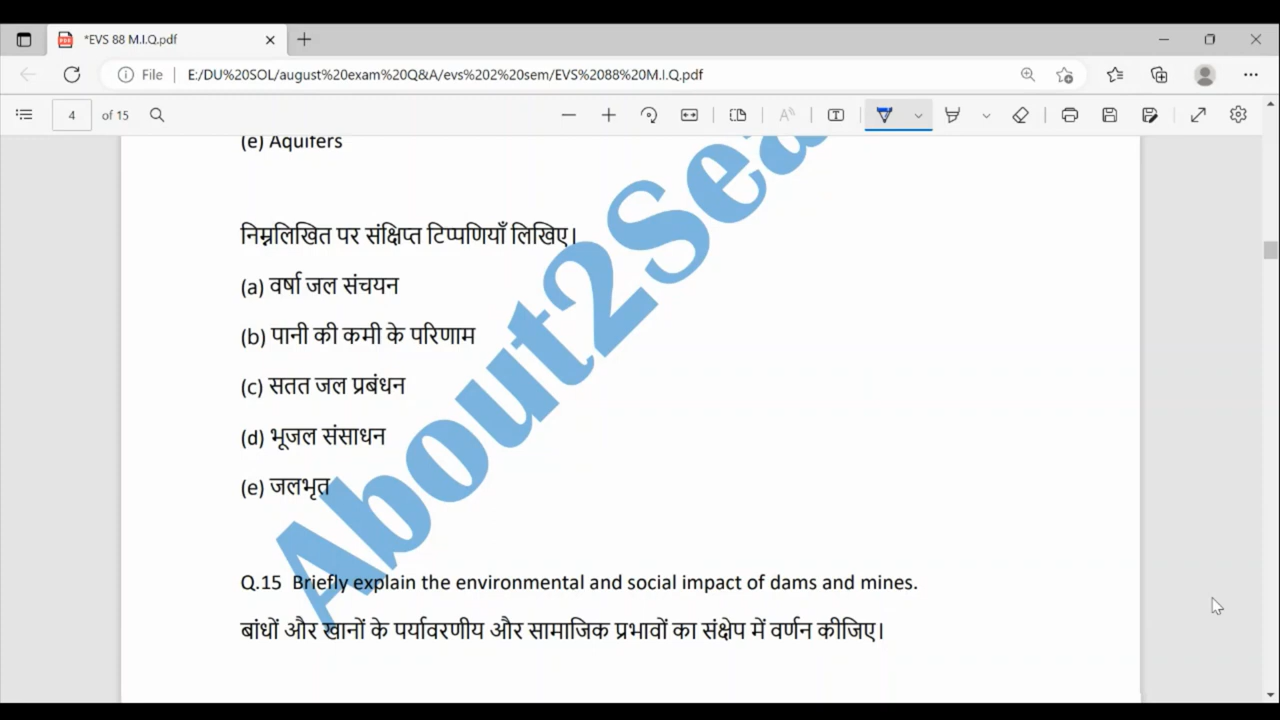 *EVS 88 M.I.Q.pdf
File
E:/DU%20SOL/august%20exam%20Q&A/evs%202%20sem/EVS%2088%20M.I.Q.pdf
4 of 15
(e) Aquifers
निम्नलिखित पर संक्षिप्त टिप्पणियाँ लिखिए।
(a) वर्षा जल संचयन
(b) पानी की कमी के परिणाम
(c) सतत जल प्रबंधन
(d) भूजल संसाधन
(e) जलभृत
Q.15 Briefly explain the environmental and social impact of dams and mines.
बांधों और खानों के पर्यावरणीय और सामाजिक प्रभावों का संक्षेप में वर्णन कीजिए।